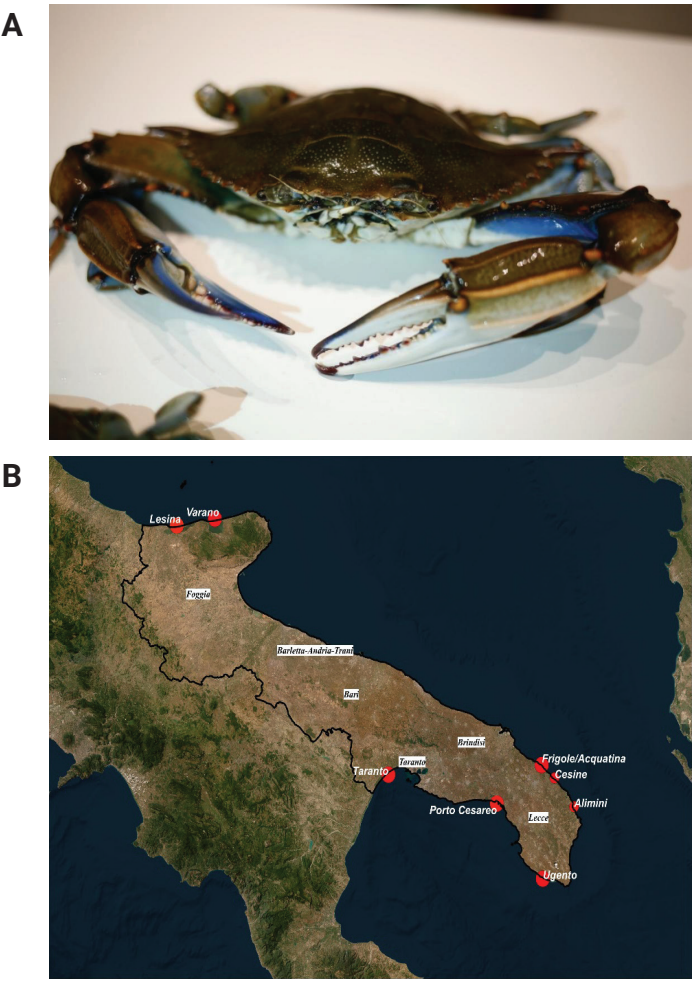 A
B
Lesina
Varano
Foggia
Barletta-Andria-Trani
Bari
Brindisi
Frigole/Acquatina
Taranto
Taranto
Cesine
Porto Cesareo
Alimini
Lecce
Ugento